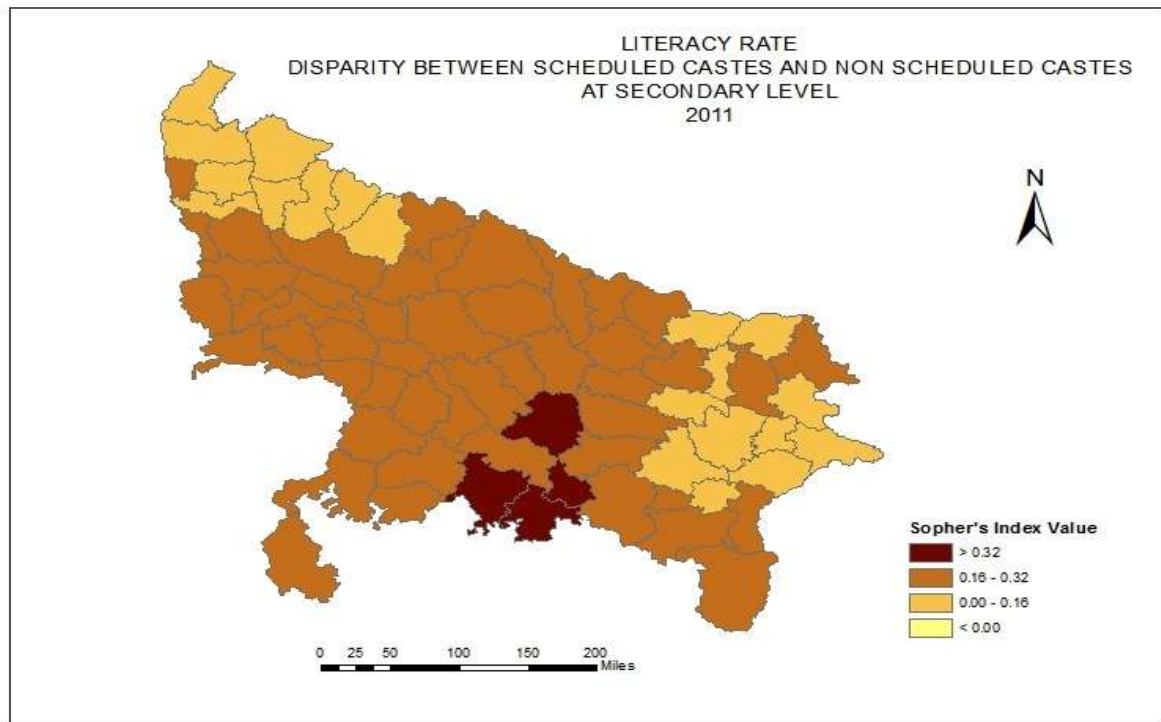 LITERACY RATE
DISPARITY BETWEEN SCHEDULED CASTES AND NON SCHEDULED CASTES
AT SECONDARY LEVEL
2011
N
Sopher's Index Value
> 0.32
0.16 - 0.32
0.00 - 0.16
< 0.00
0 25 50 100 150 200
Miles